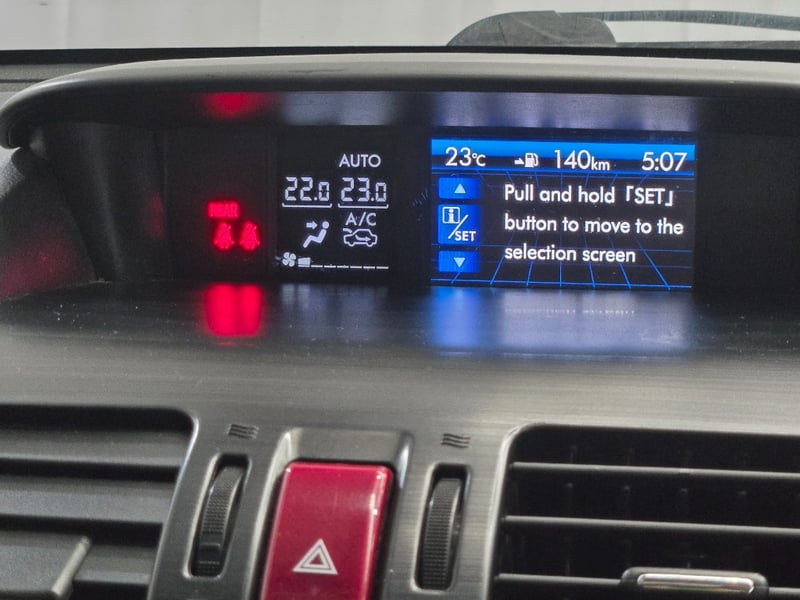 REAR
AUTO
22.0 23.0
A/C
23°C 140km 5:07
Pull and hold「SET」
button to move to the
selection screen
i/SET